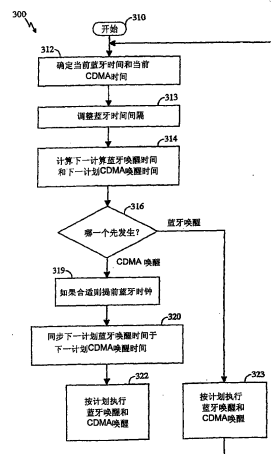 300
开始
310
312
确定当前蓝牙时间和当前
CDMA时间
313
调整蓝牙时间间隔
314
计算下一计算蓝牙唤醒时间
和下一计划CDMA唤醒时间
316
哪一个先发生?
蓝牙唤醒
CDMA 唤醒
319
如果合适则提前蓝牙时钟
320
同步下一计划蓝牙唤醒时间于
下一计划CDMA唤醒时间
322
按计划执行
蓝牙唤醒和
CDMA唤醒
323
按计划执行
蓝牙唤醒和
CDMA唤醒